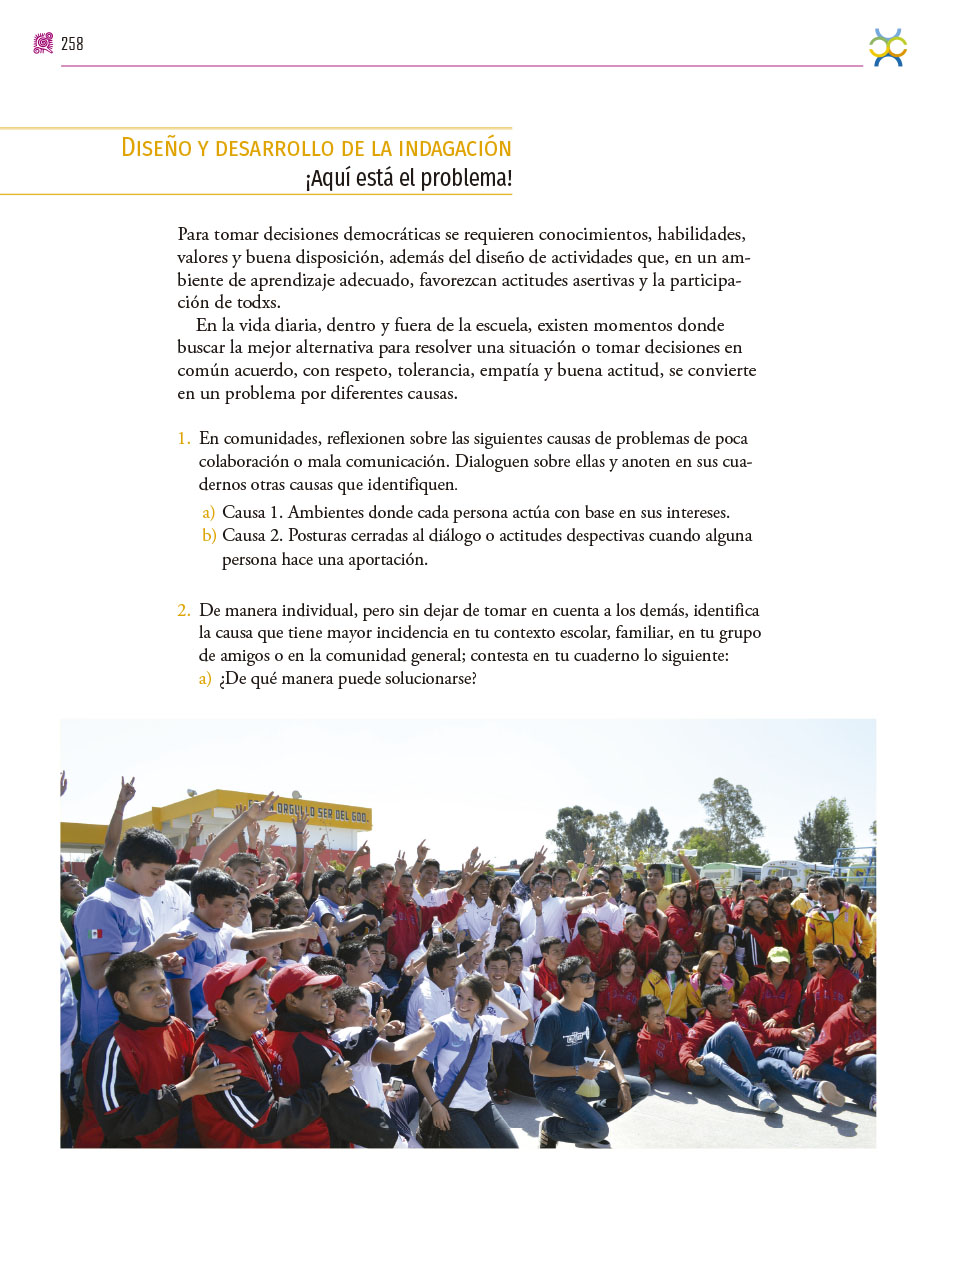 258
Diseño y desarrollo de la indagación
¡Aquí está el problema!
Para tomar decisiones democráticas se requieren conocimientos, habilidades,
valores y buena disposición, además del diseño de actividades que, en un am-
biente de aprendizaje adecuado, favorezcan actitudes asertivas y la participa-
ción de todxs.
En la vida diaria, dentro y fuera de la escuela, existen momentos donde
buscar la mejor alternativa para resolver una situación o tomar decisiones en
común acuerdo, con respeto, tolerancia, empatía y buena actitud, se convierte
en un problema por diferentes causas.
1. En comunidades, reflexionen sobre las siguientes causas de problemas de poca
colaboración o mala comunicación. Dialoguen sobre ellas y anoten en sus cua-
dernos otras causas que identifiquen.
a) Causa 1. Ambientes donde cada persona actúa con base en sus intereses.
b) Causa 2. Posturas cerradas al diálogo o actitudes despectivas cuando alguna
persona hace una aportación.
2. De manera individual, pero sin dejar de tomar en cuenta a los demás, identifica
la causa que tiene mayor incidencia en tu contexto escolar, familiar, en tu grupo
de amigos o en la comunidad general; contesta en tu cuaderno lo siguiente:
a) ¿De qué manera puede solucionarse?
ORGULLO SER DEL